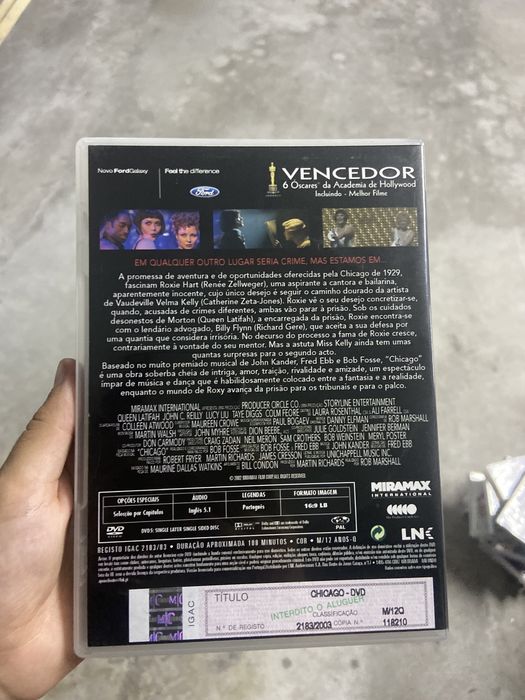 Novo FordGalaxy
Feel the difference
Ford
VENCEDOR
6 Oscares da Academia de Hollywood
Incluindo - Melhor Filme
EM QUALQUER OUTRO LUGAR SERIA CRIME, MAS ESTAMOS EM...
A promessa de aventura e de oportunidades oferecidas pela Chicago de 1929,
fascinam Roxie Hart (Renée Zellweger), uma aspirante a cantora e bailarina,
aparentemente inocente, cujo único desejo é seguir o caminho dourado da artista
de Vaudeville Velma Kelly (Catherine Zeta-Jones). Roxie vê o seu desejo concretizar-se,
quando, acusadas de crimes diferentes, ambas vão parar à prisão. Sob os cuidados
desonestos de Morton (Queen Latifah), a encarregada da prisão, Roxie encontra-se
com o lendário advogado, Billy Flynn (Richard Gere), que aceita a sua defesa por
uma quantia que considera irrisória. No decurso do processo a fama de Roxie cresce,
contrariamente à vontade do seu mentor. Mas a astuta Miss Kelly ainda tem umas
quantas surpresas para o segundo acto.
Baseado no muito premiado musical de John Kander, Fred Ebb e Bob Fosse, "Chicago"
é uma obra soberba cheia de intriga, amor, traição, rivalidade e amizade, um espectáculo
ímpar de música e dança que é habilidosamente colocado entre a fantasia e a realidade,
enquanto o mundo de Roxy avança da prisão para os tribunais e para o palco.
MIRAMAX INTERNATIONAL PRODUCER CIRCLE CO. STORYLINE ENTERTAINMENT
QUEEN LATIFAH JOHN C. REILLY LUCY LIU TAYE DIGGS COLM FEORE LAURA ROSENTHAL ALI FARRELL
COLLEEN ATWOOD MAUREEN CROWE PAUL BOGAEV DANNY ELFMAN ROB MARSHALL
MARTIN WALSH JOHN MYHRE DION BEEBE JULIE GOLDSTEIN JENNIFER BERMAN
DON CARMODY CRAIG ZADAN NEIL MERON SAM CROTHERS BOB WEINSTEIN MERYL POSTER
"CHICAGO" BOB FOSSE FRED EBB BOB FOSSE FRED EBB JOHN KANDER FRED EBB
ROBERT FRYER MARTIN RICHARDS JAMES CRESSON UNICHAPPELL MUSIC INC.
MAURINE DALLAS WATKINS BILL CONDON MARTIN RICHARDS ROB MARSHALL
OPÇÕES ESPECIAIS ÁUDIO LEGENDAS FORMATO IMAGEM
Selecção por Capítulos Inglês 5.1 Português 16:9 LB
DVD5: SINGLE LAYER SINGLE SIDED DISC
DVD
PAL
MIRAMAX
INTERNATIONAL
LNK
REGISTO IGAC 2183/03 • DURAÇÃO APROXIMADA 108 MINUTOS • COR • M/12 ANOS-Q
IGAC
TÍTULO CHICAGO - DVD
INTERDITO O ALUGUER
CLASSIFICAÇÃO M/12Q
N.º DE REGISTO 2183/2003 CÓPIA N.º 118210